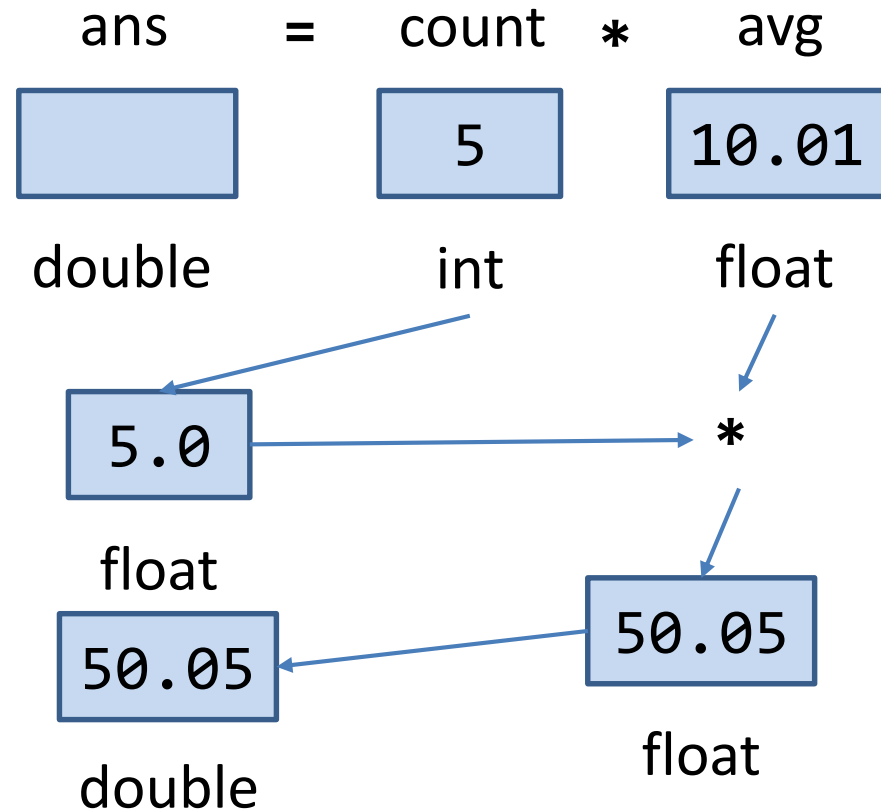 ans = count * avg
5 10.01
double int float
5.0 *
float
50.05 50.05
double float